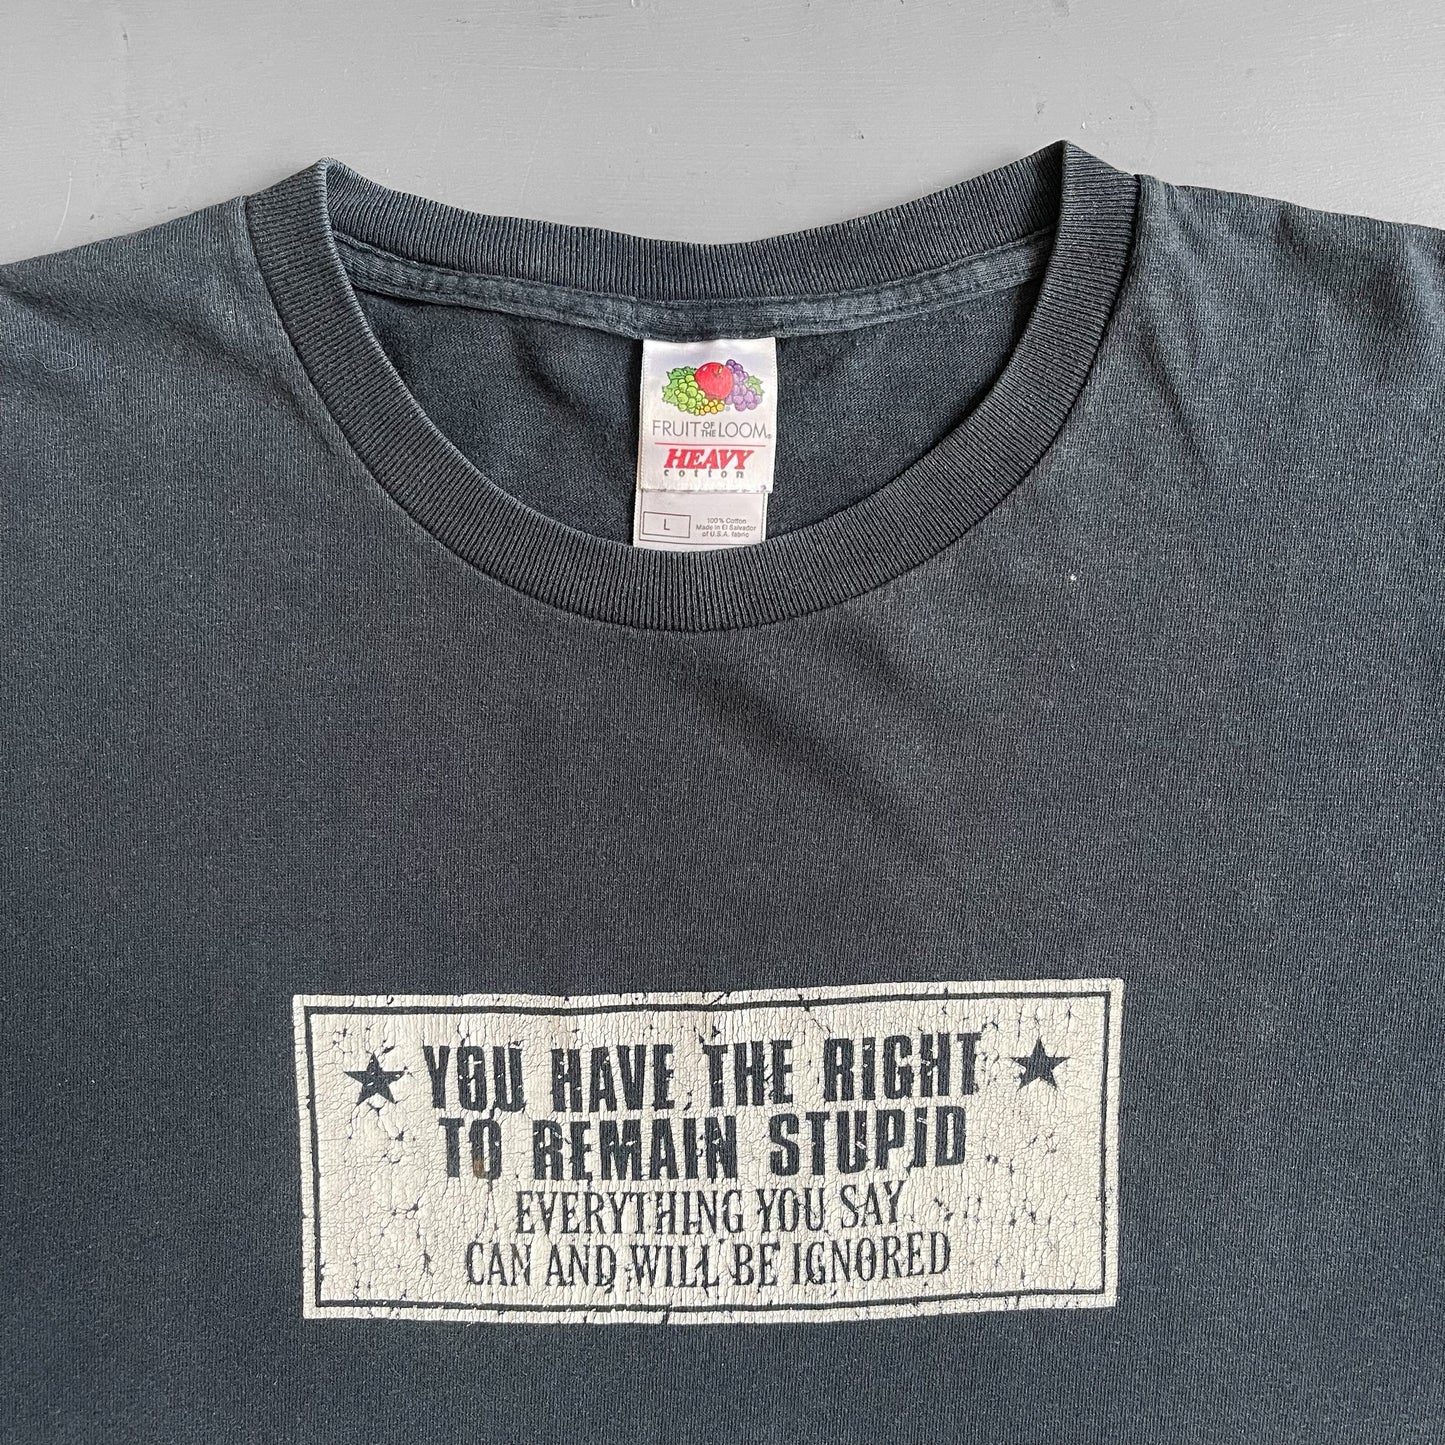 FRUIT OF THE LOOM®
HEAVY
cotton
L
100% Cotton
Made in El Salvador
of U.S.A. fabric
YOU HAVE THE RIGHT
TO REMAIN STUPiD
EVERYTHING YOU SAY
CAN AND WILL BE IGNORED